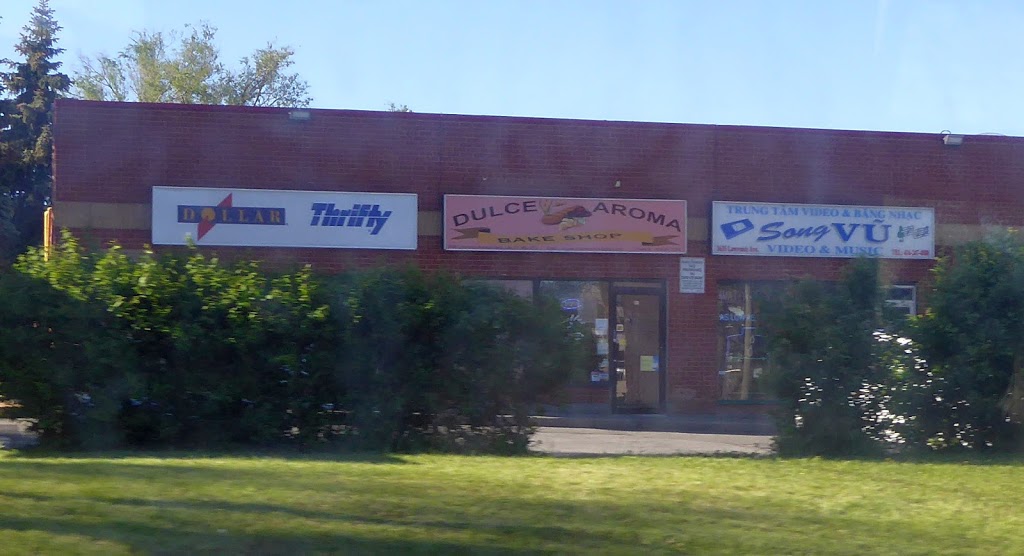 DOLLAR
Thrifty
DULCE AROMA
BAKE SHOP
TRUNG TÂM VIDEO & BĂNG NHẠC
Song VŨ
VIDEO & MUSIC